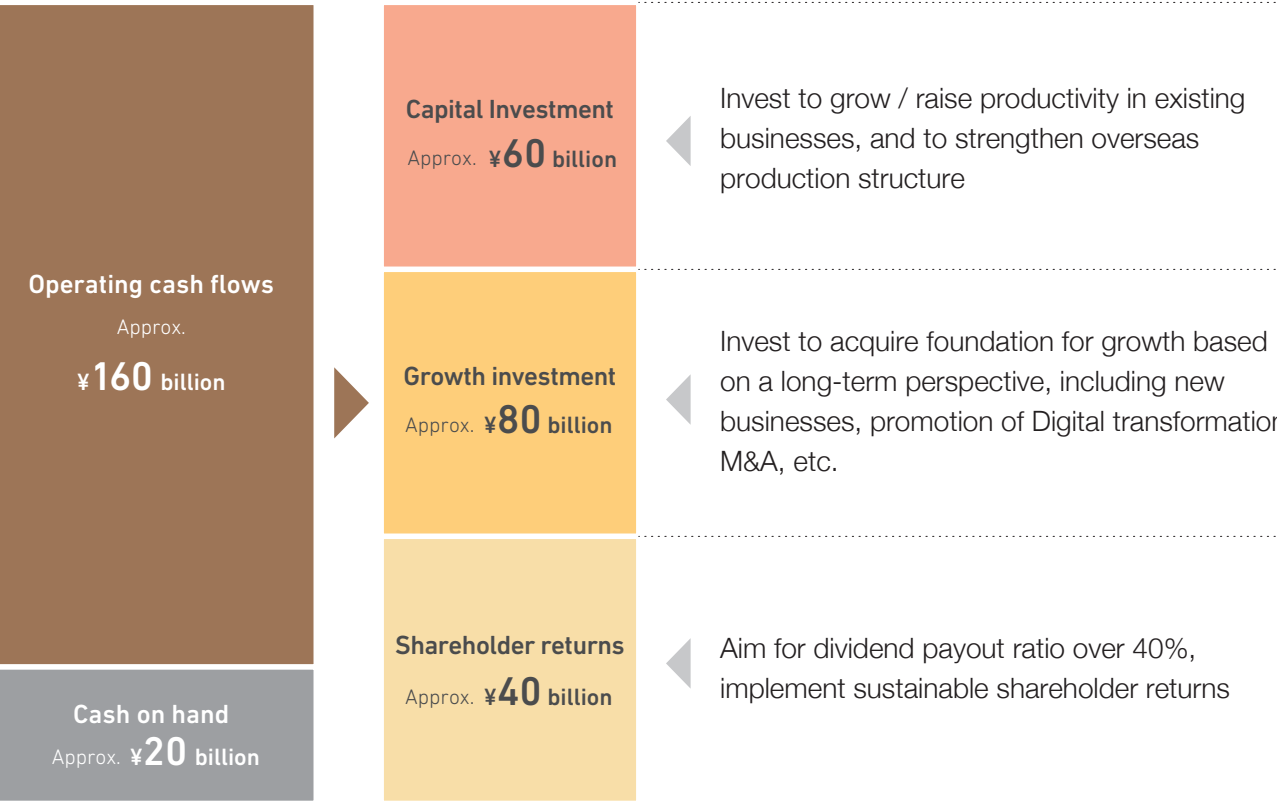 Operating cash flows
Approx.
¥160 billion
Cash on hand
Approx. ¥20 billion
Capital Investment
Approx. ¥60 billion
Invest to grow / raise productivity in existing
businesses, and to strengthen overseas
production structure
Growth investment
Approx. ¥80 billion
Invest to acquire foundation for growth based
on a long-term perspective, including new
businesses, promotion of Digital transformation
M&A, etc.
Shareholder returns
Approx. ¥40 billion
Aim for dividend payout ratio over 40%,
implement sustainable shareholder returns